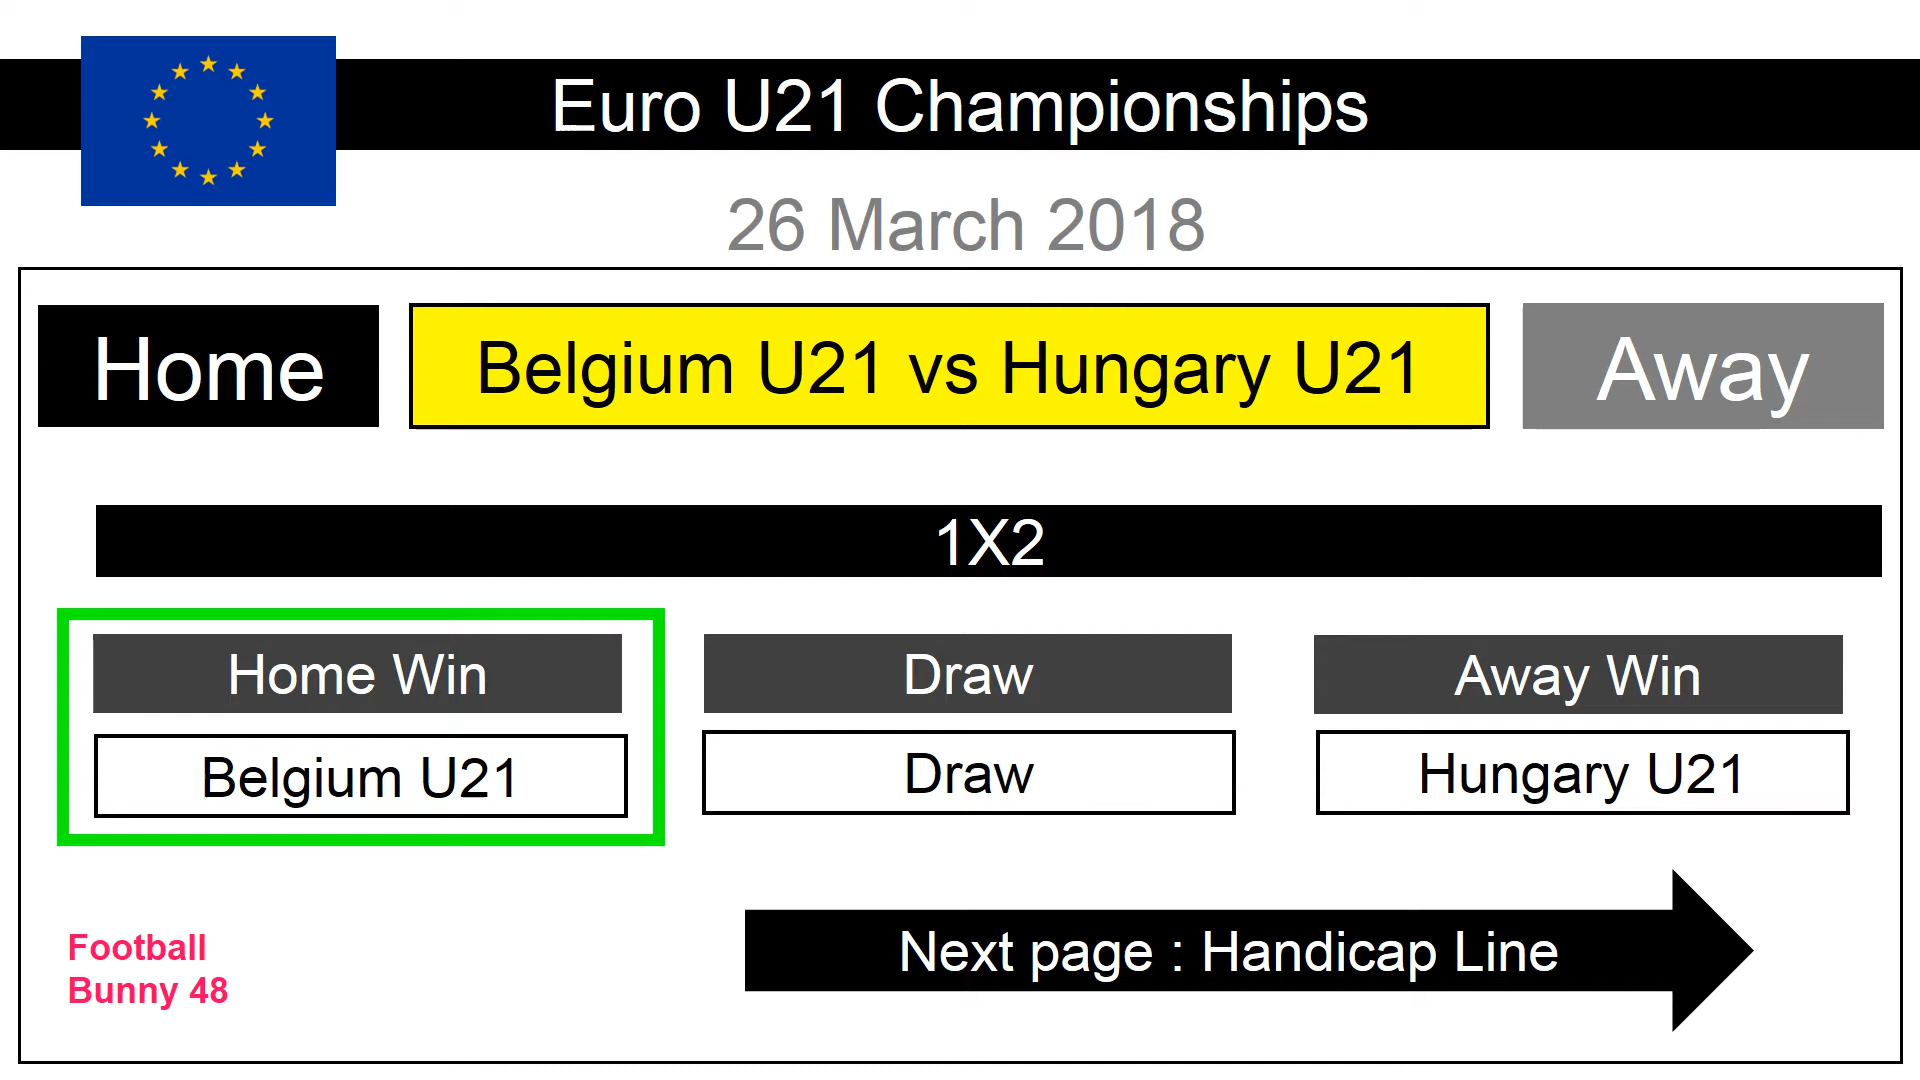 Euro U21 Championships
26 March 2018
Home
Belgium U21 vs Hungary U21
Away
1X2
Home Win
Draw
Away Win
Belgium U21
Draw
Hungary U21
Football
Bunny 48
Next page : Handicap Line